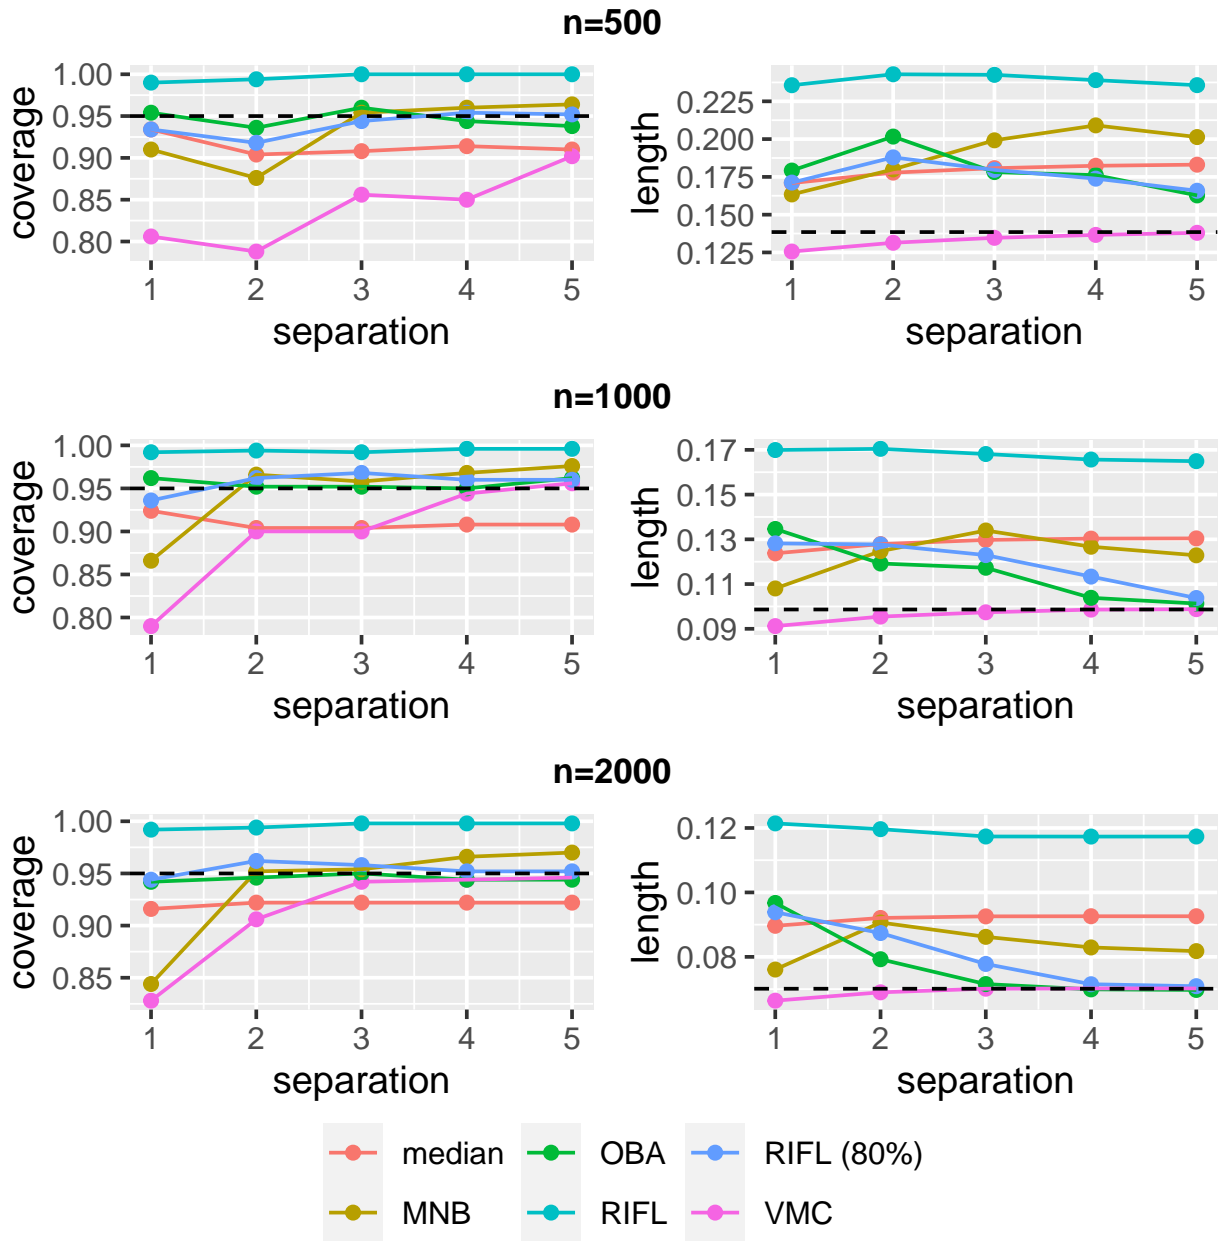 n=500
coverage
1.00
0.95
0.90
0.85
0.80
1 2 3 4 5
separation
length
0.225
0.200
0.175
0.150
0.125
1 2 3 4 5
separation
n=1000
coverage
1.00
0.95
0.90
0.85
0.80
1 2 3 4 5
separation
length
0.17
0.15
0.13
0.11
0.09
1 2 3 4 5
separation
n=2000
coverage
1.00
0.95
0.90
0.85
1 2 3 4 5
separation
length
0.12
0.10
0.08
1 2 3 4 5
separation
median OBA RIFL (80%)
MNB RIFL VMC